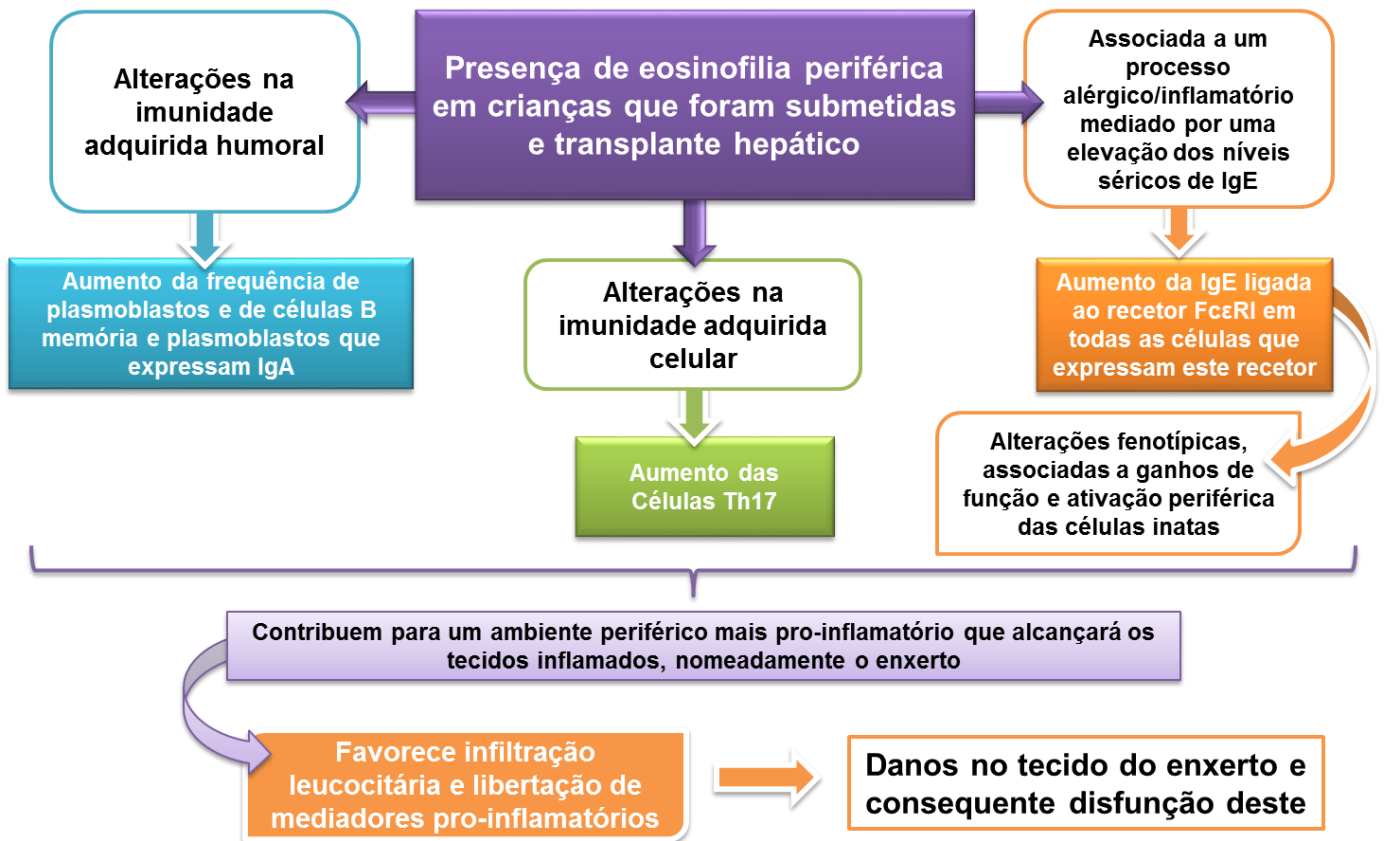 Presença de eosinofilia periférica
em crianças que foram submetidas
e transplante hepático
Alterações na
imunidade
adquirida humoral
Associada a um
processo
alérgico/inflamatório
mediado por uma
elevação dos níveis
séricos de IgE
Aumento da frequência de
plasmoblastos e de células B
memória e plasmoblastos que
expressam IgA
Alterações na
imunidade adquirida
celular
Aumento da IgE ligada
ao recetor FcεRI em
todas as células que
expressam este recetor
Aumento das
Células Th17
Alterações fenotípicas,
associadas a ganhos de
função e ativação periférica
das células inatas
Contribuem para um ambiente periférico mais pro-inflamatório que alcançará os
tecidos inflamados, nomeadamente o enxerto
Favorece infiltração
leucocitária e libertação de
mediadores pro-inflamatórios
Danos no tecido do enxerto e
consequente disfunção deste